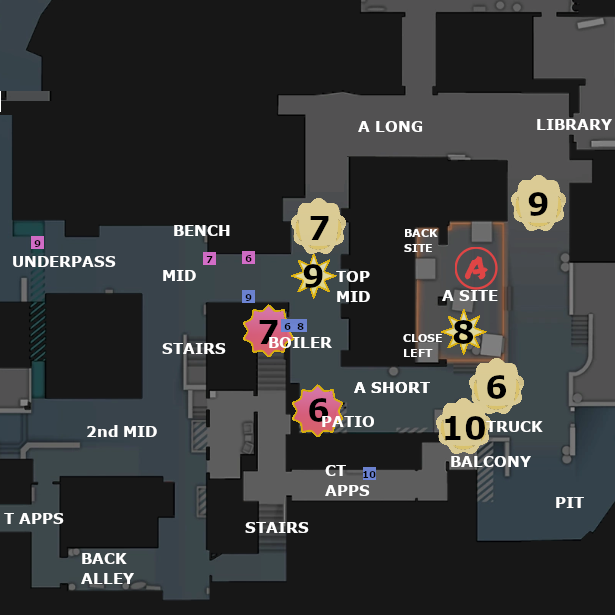 A LONG
LIBRARY
9
7
BENCH
BACK
SITE
9
UNDERPASS
7
6
MID
9
TOP
MID
A
A SITE
9
7
6
8
BOILER
8
STAIRS
CLOSE
LEFT
A SHORT
6
6
PATIO
10
TRUCK
2nd MID
BALCONY
CT
APPS
10
PIT
T APPS
STAIRS
BACK
ALLEY